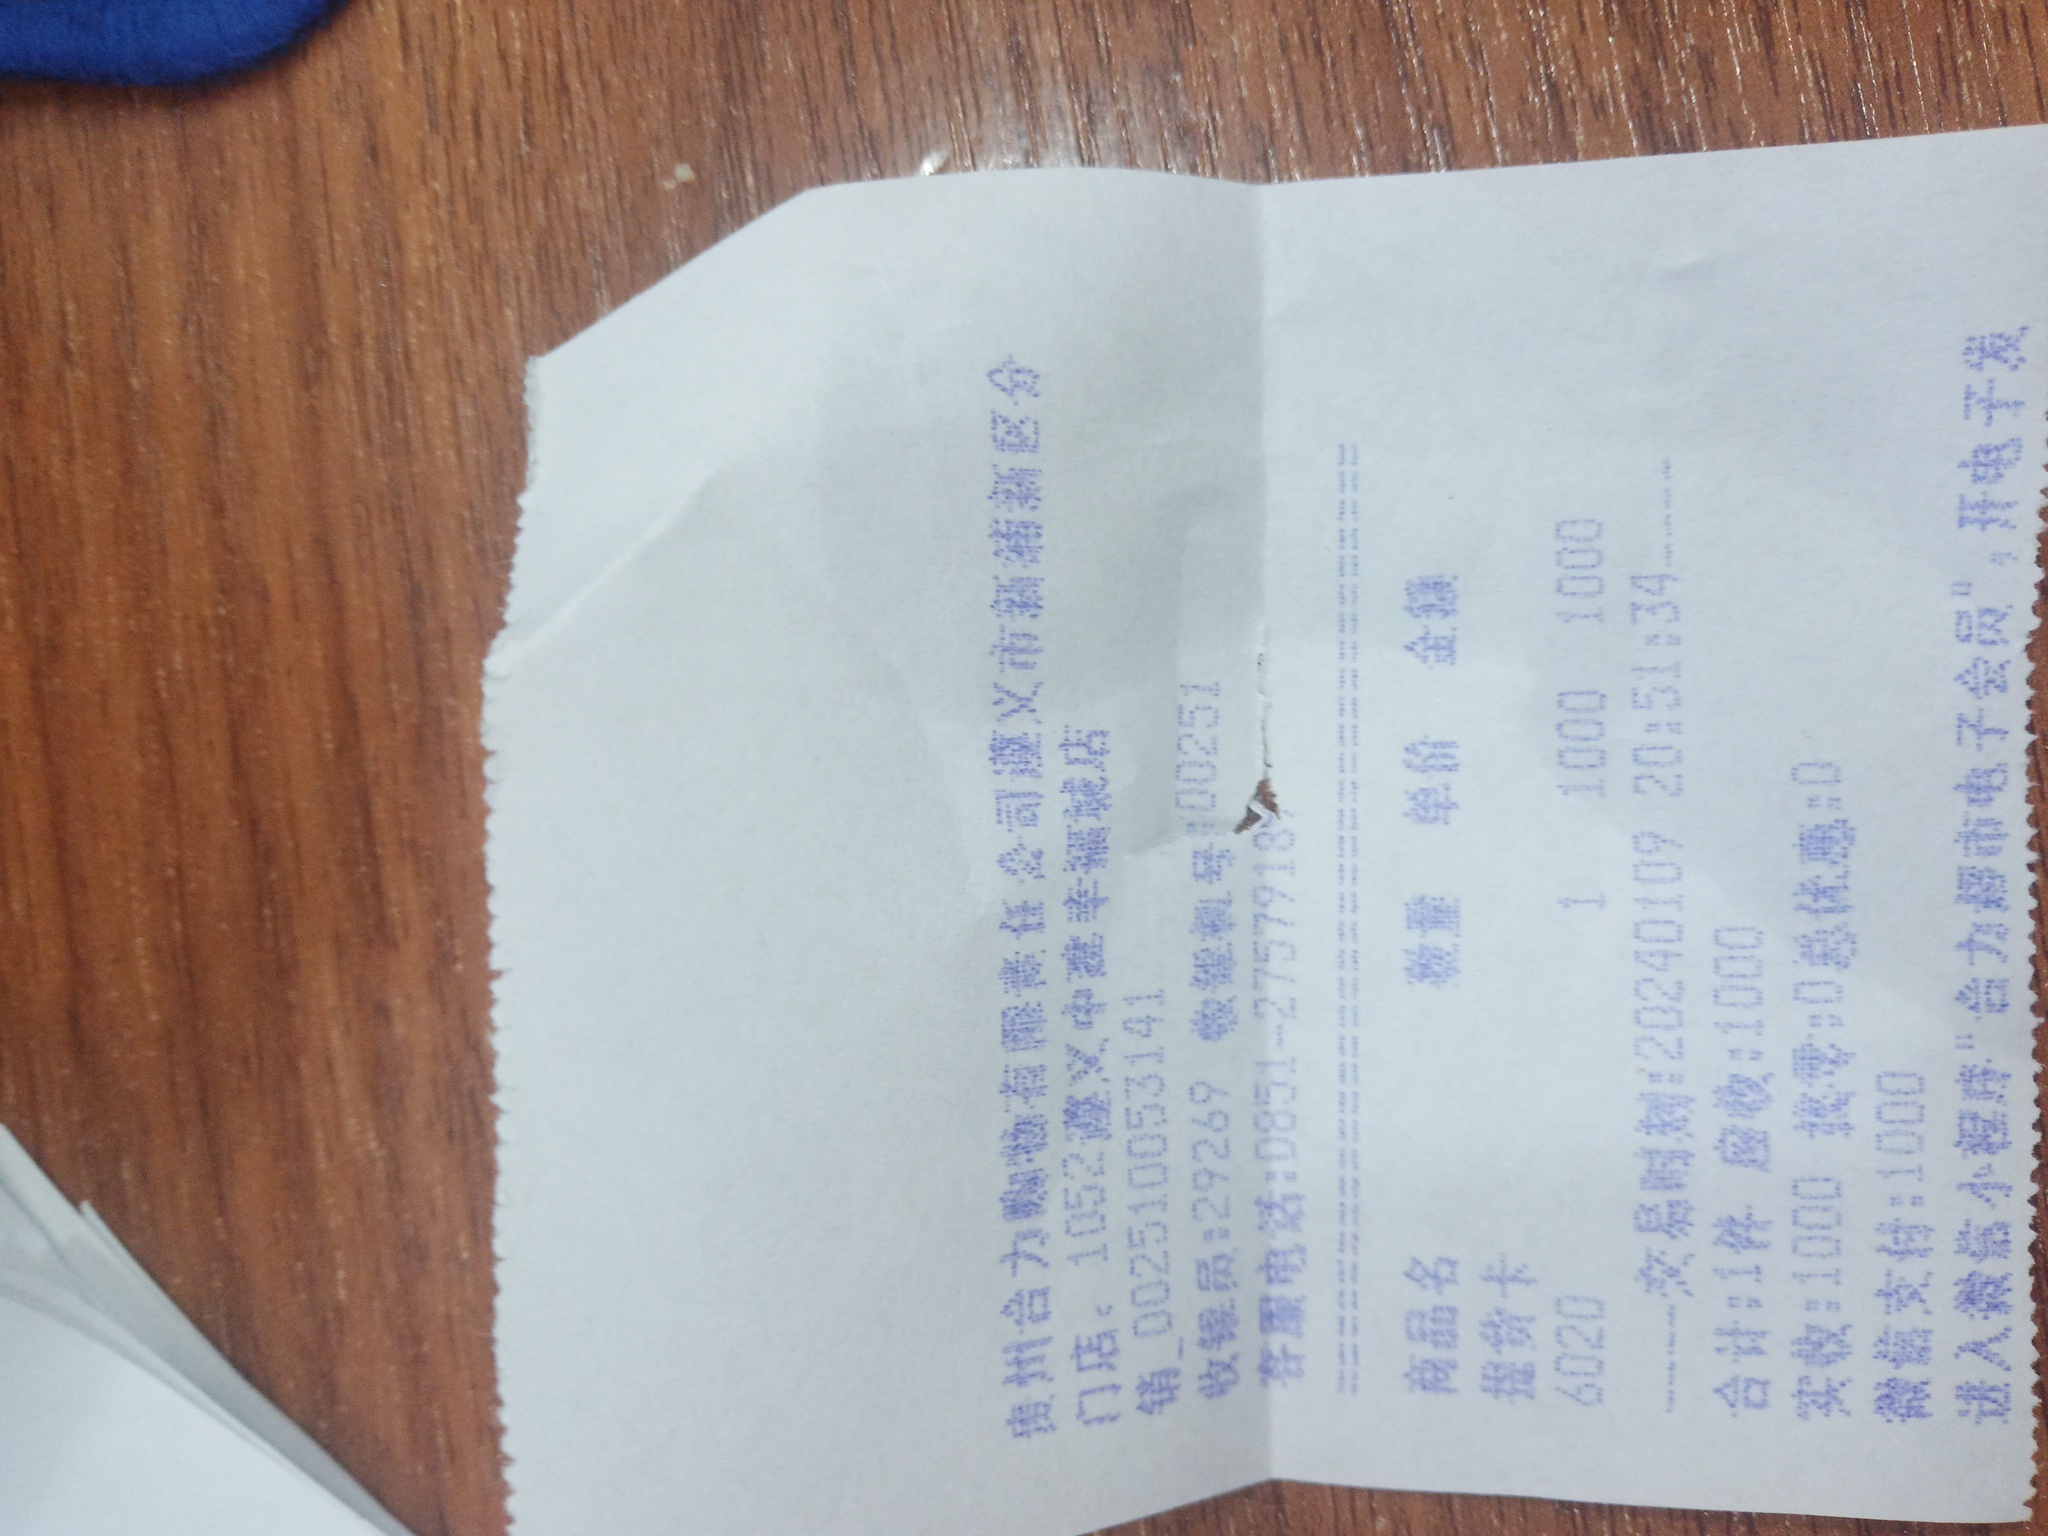 贵州合力购物有限责任公司遵义市新蒲新区分
门店: 1052遵义中建幸福城店
销_00251005314​1
收银员:29269 收银机号:00251
客服电话:0851-2757918
==============================
商品名 数量 单价 金额
提货卡
6020 1 1000 1000
------交易时刻:20240109 20:51:34------
合计:1件 应收:1000
实收:1000 找零:0总优惠:0
微信支付:1000
进入微信小程序"合力超市电子会员",开电子发